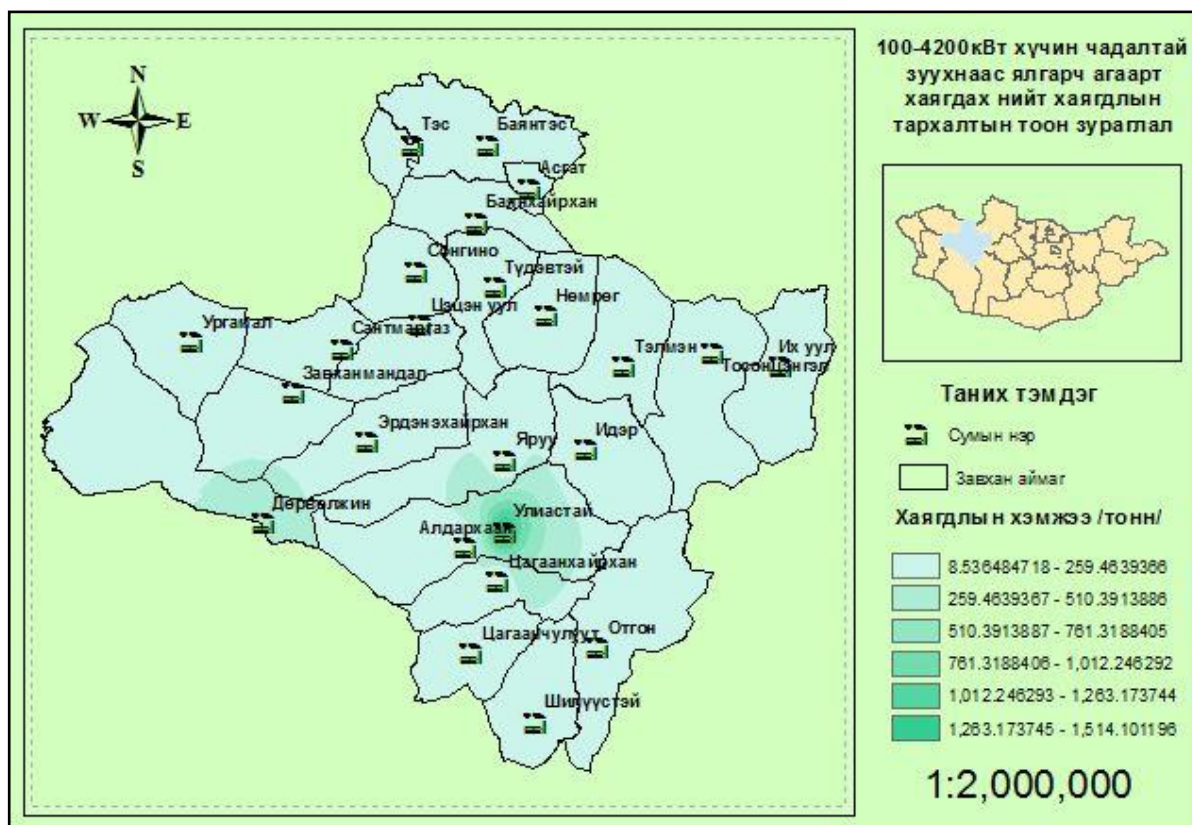 100-4200кВт хүчин чадалтай
зуухнаас ялгарч агаарт
хаягдах нийт хаягдлын
тархалтын тоон зураглал
N
W E
S
Тэс
Баянтэс
Асгат
Баянхайрхан
Сонгино
Түдэвтэй
Цэцэн уул
Нөмрөг
Ургамал
Сантмаргаз
Завханмандал
Тэлмэн
Их уул
Тосонцэнгэл
Эрдэнэхайрхан
Яруу
Идэр
Дөрвөлжин
Улиастай
Алдархаан
Цагаанхайрхан
Цагаанчулуут
Отгон
Шилүүстэй
Таних тэмдэг
Сумын нэр
Завхан аймаг
Хаягдлын хэмжээ /тонн/
8.536484718 - 259.4639366
259.4639367 - 510.3913886
510.3913887 - 761.3188405
761.3188406 - 1,012.246292
1,012.246293 - 1,263.173744
1,263.173745 - 1,514.101196
1:2,000,000